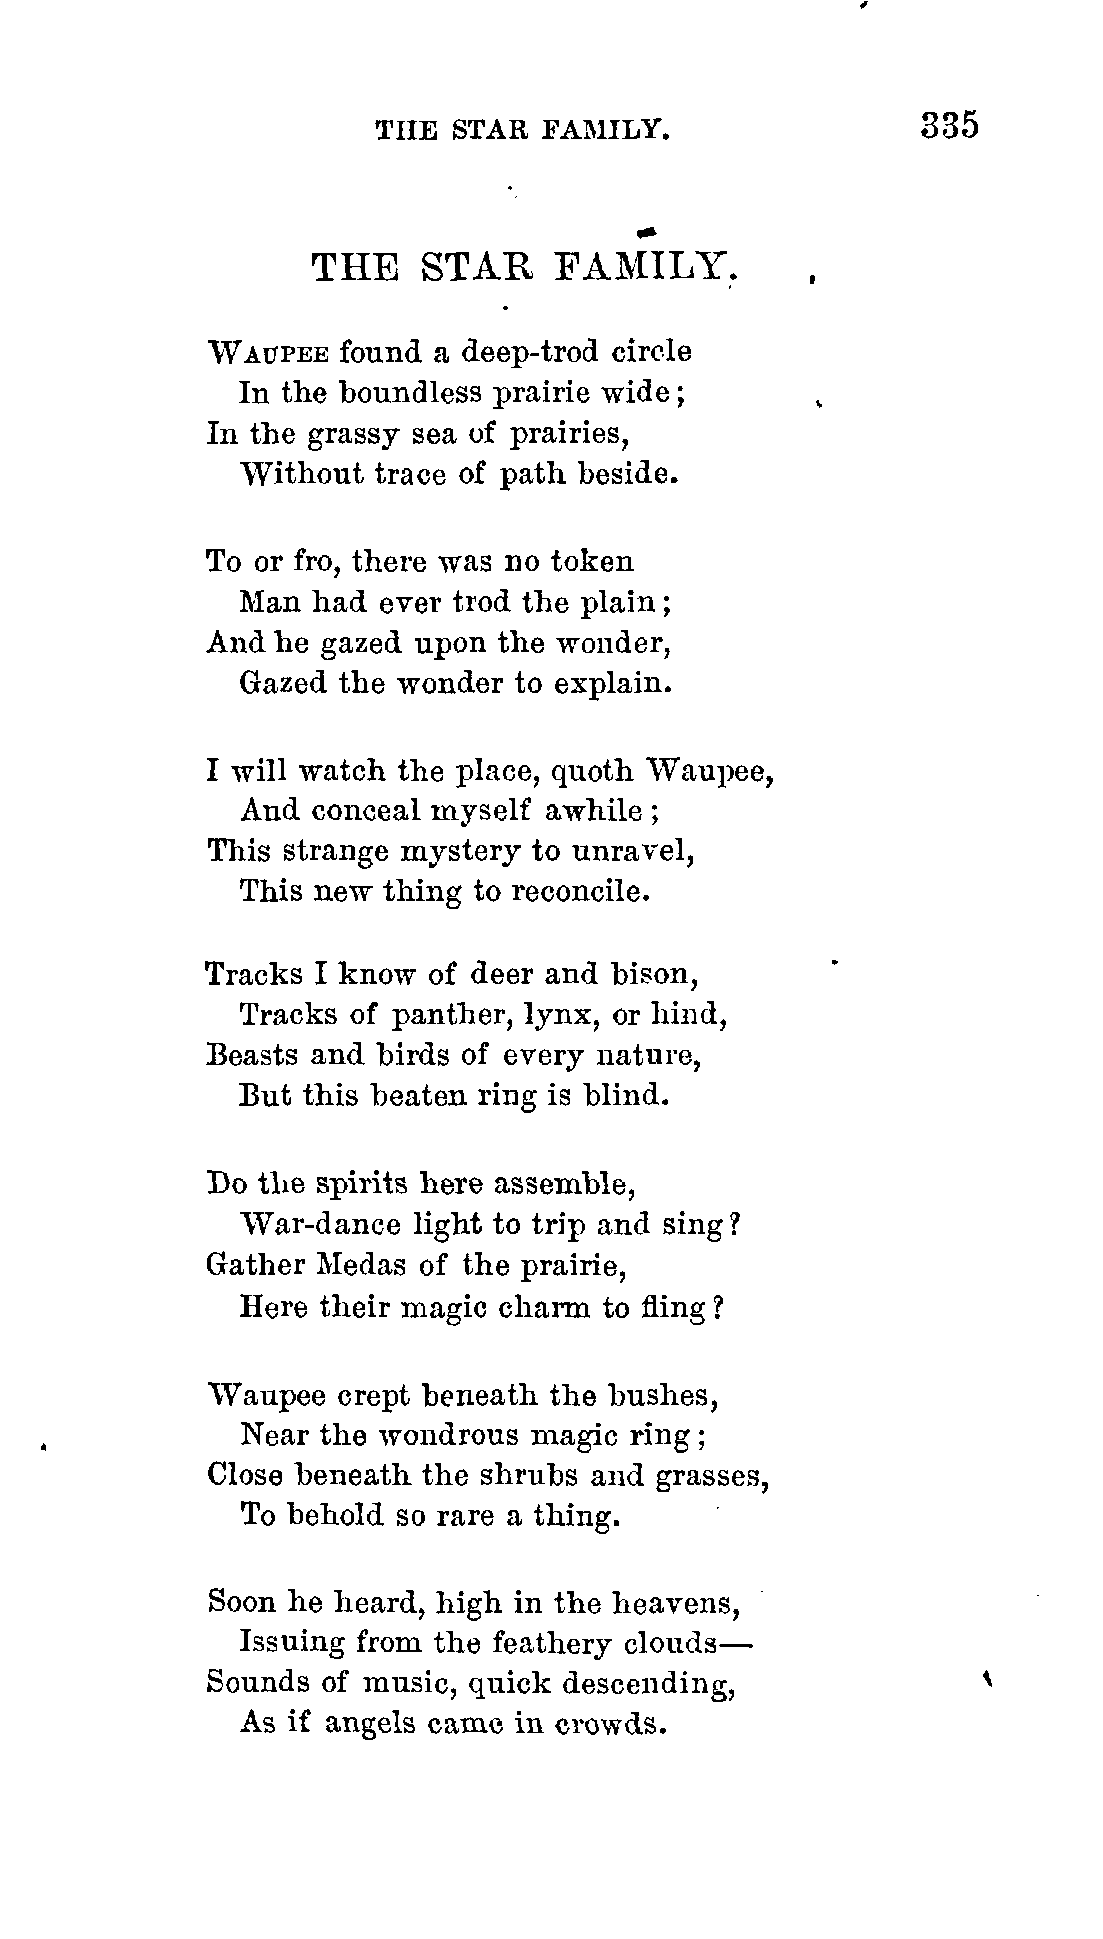 THE STAR FAMILY. 335
THE STAR FAMILY.
WAUPEE found a deep-trod circle
In the boundless prairie wide;
In the grassy sea of prairies,
Without trace of path beside.
To or fro, there was no token
Man had ever trod the plain;
And he gazed upon the wonder,
Gazed the wonder to explain.
I will watch the place, quoth Waupee,
And conceal myself awhile;
This strange mystery to unravel,
This new thing to reconcile.
Tracks I know of deer and bison,
Tracks of panther, lynx, or hind,
Beasts and birds of every nature,
But this beaten ring is blind.
Do the spirits here assemble,
War-dance light to trip and sing?
Gather Medas of the prairie,
Here their magic charm to fling?
Waupee crept beneath the bushes,
Near the wondrous magic ring;
Close beneath the shrubs and grasses,
To behold so rare a thing.
Soon he heard, high in the heavens,
Issuing from the feathery clouds—
Sounds of music, quick descending,
As if angels came in crowds.